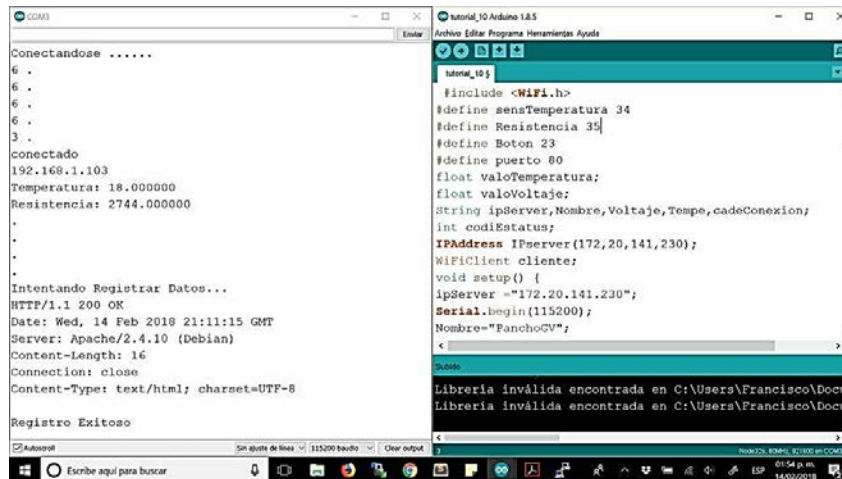 COM3
Enviar
Conectandose ......
6 .
6 .
6 .
6 .
3 .
conectado
192.168.1.103
Temperatura: 18.000000
Resistencia: 2744.000000
.
.
.
.
Intentando Registrar Datos...
HTTP/1.1 200 OK
Date: Wed, 14 Feb 2018 21:11:15 GMT
Server: Apache/2.4.10 (Debian)
Content-Length: 16
Connection: close
Content-Type: text/html; charset=UTF-8
Registro Exitoso
Autoscroll
Sin ajuste de línea
115200 baudio
Clear output
tutorial_10 Arduino 1.8.5
Archivo Editar Programa Herramientas Ayuda
tutorial_10 §
#include <WiFi.h>
#define sensTemperatura 34
#define Resistencia 35
#define Boton 23
#define puerto 80
float valoTemperatura;
float valoVoltaje;
String ipServer,Nombre,Voltaje,Tempe,cadeConexion;
int codiEstatus;
IPAddress IPserver(172,20,141,230);
WiFiClient cliente;
void setup() {
ipServer ="172.20.141.230";
Serial.begin(115200);
Nombre="PanchoGV";
Subido
Librería inválida encontrada en C:\Users\Francisco\Docu
Librería inválida encontrada en C:\Users\Francisco\Docu
3
Node32s, 80MHz, 921600 en COM3
Escribe aquí para buscar
ESP
01:54 p. m.
14/02/2018